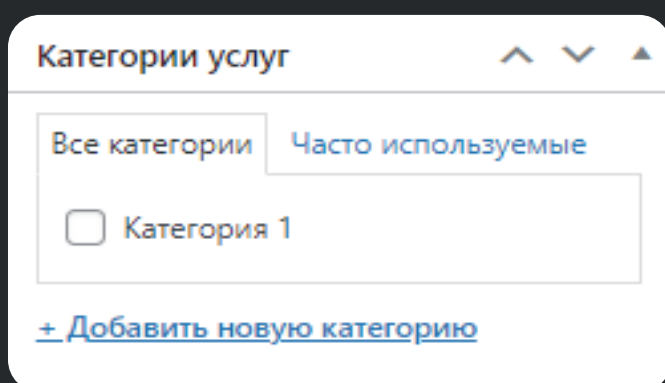 Категории услуг
Все категории Часто используемые
Категория 1
+ Добавить новую категорию